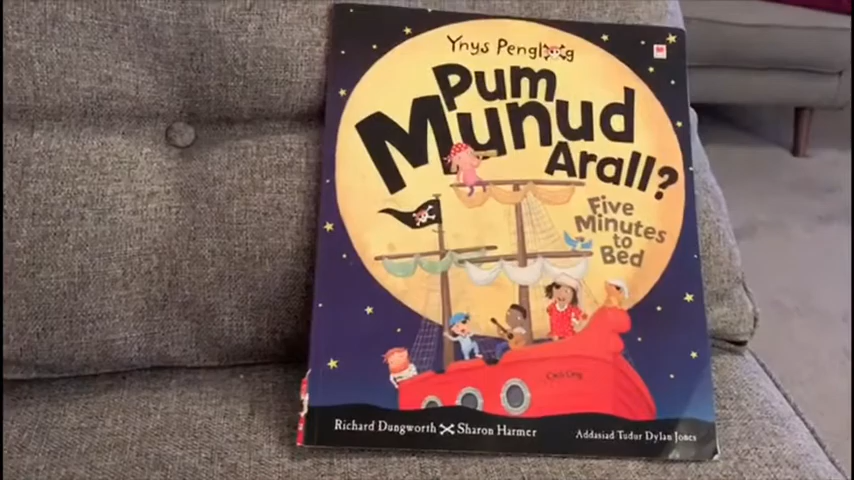 Ynys Penglog
Pum
Munud
Arall?
Five
Minutes
to
Bed
Richard Dungworth Sharon Harmer
Addasiad Tudur Dylan Jones